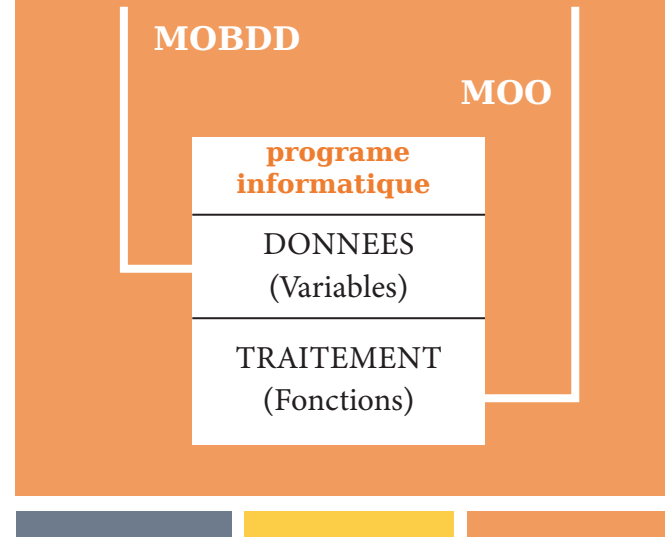 MOBDD
MOO
programe
informatique
DONNEES
(Variables)
TRAITEMENT
(Fonctions)